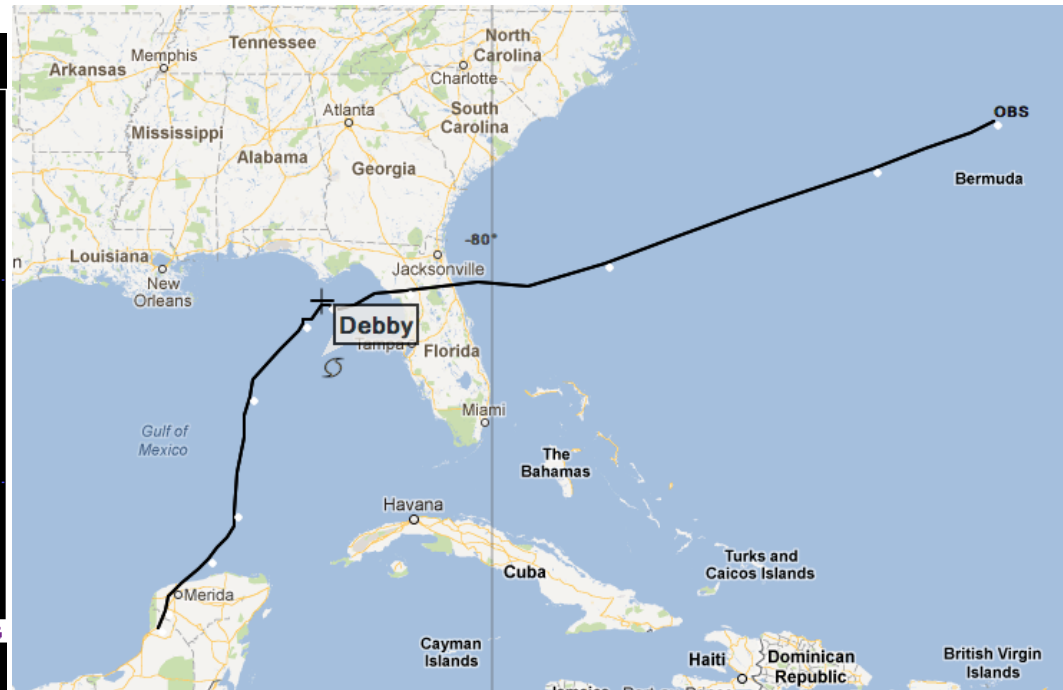 North
Carolina
Tennessee
Memphis
Arkansas
Charlotte
OBS
Atlanta
South
Carolina
Mississippi
Alabama
Georgia
Bermuda
-80°
Louisiana
n
Jacksonville
New
Orleans
Debby
Tampa
Florida
Miami
Gulf of
Mexico
The
Bahamas
Havana
Turks and
Caicos Islands
Cuba
Merida
Cayman
Islands
Haiti
Dominican
Republic
British Virgin
Islands